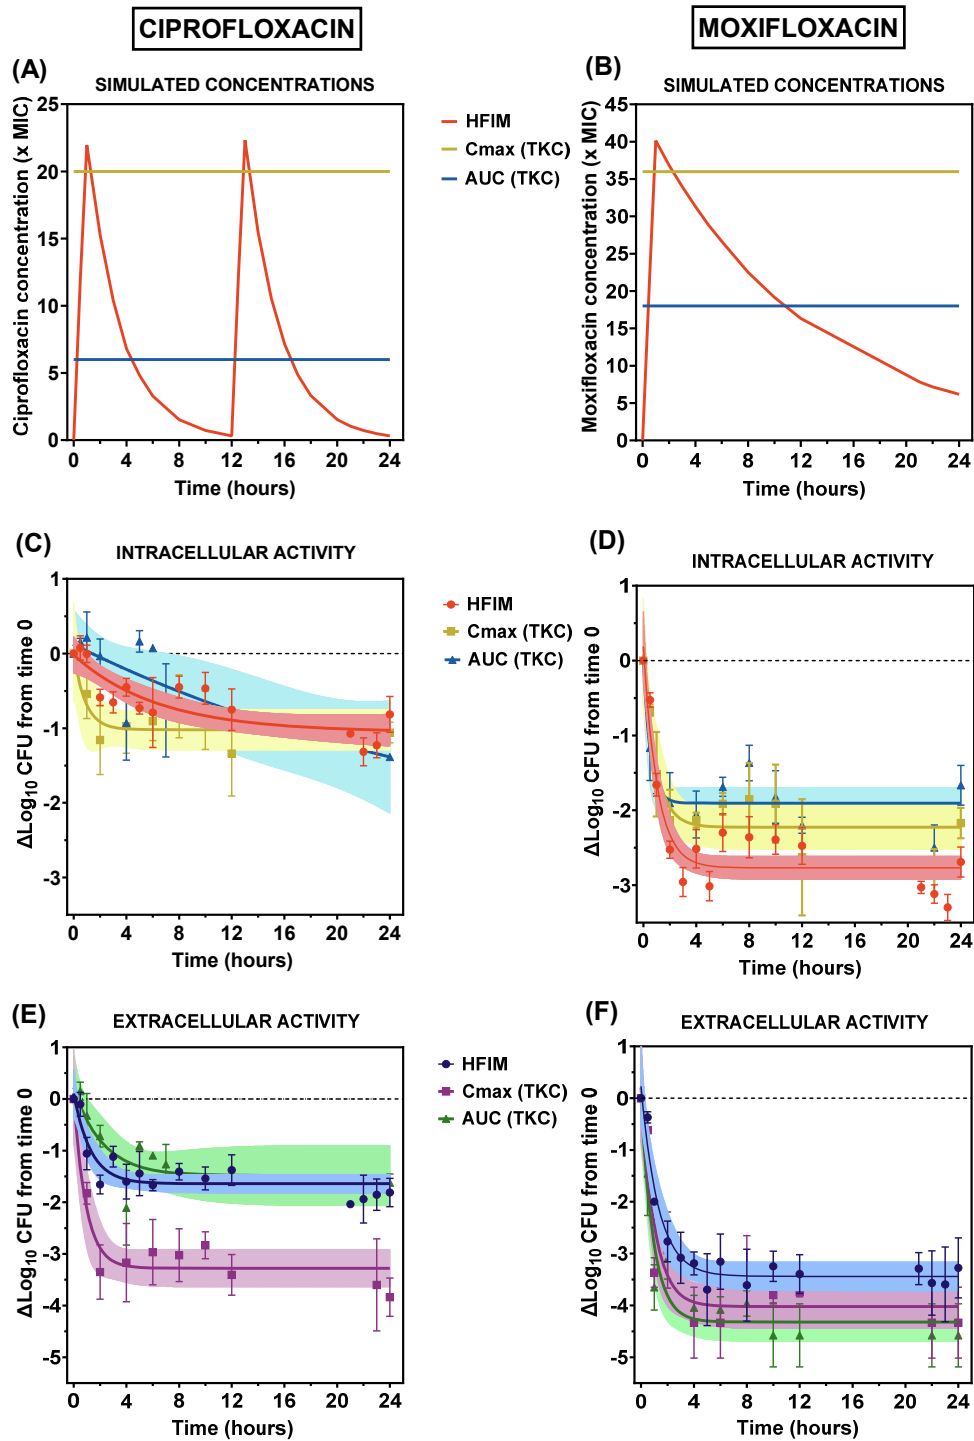 CIPROFLOXACIN
MOXIFLOXACIN
(A)
SIMULATED CONCENTRATIONS
Ciprofloxacin concentration (x MIC)
25
20
15
10
5
0
0 4 8 12 16 20 24
Time (hours)
HFIM
Cmax (TKC)
AUC (TKC)
(B)
SIMULATED CONCENTRATIONS
Moxifloxacin concentration (x MIC)
45
40
35
30
25
20
15
10
5
0
0 4 8 12 16 20 24
Time (hours)
(C)
INTRACELLULAR ACTIVITY
ΔLog10 CFU from time 0
1
0
-1
-2
-3
0 4 8 12 16 20 24
Time (hours)
HFIM
Cmax (TKC)
AUC (TKC)
(D)
INTRACELLULAR ACTIVITY
ΔLog10 CFU from time 0
1
0
-1
-2
-3
0 4 8 12 16 20 24
Time (hours)
(E)
EXTRACELLULAR ACTIVITY
ΔLog10 CFU from time 0
1
0
-1
-2
-3
-4
-5
0 4 8 12 16 20 24
Time (hours)
HFIM
Cmax (TKC)
AUC (TKC)
(F)
EXTRACELLULAR ACTIVITY
ΔLog10 CFU from time 0
1
0
-1
-2
-3
-4
-5
0 4 8 12 16 20 24
Time (hours)